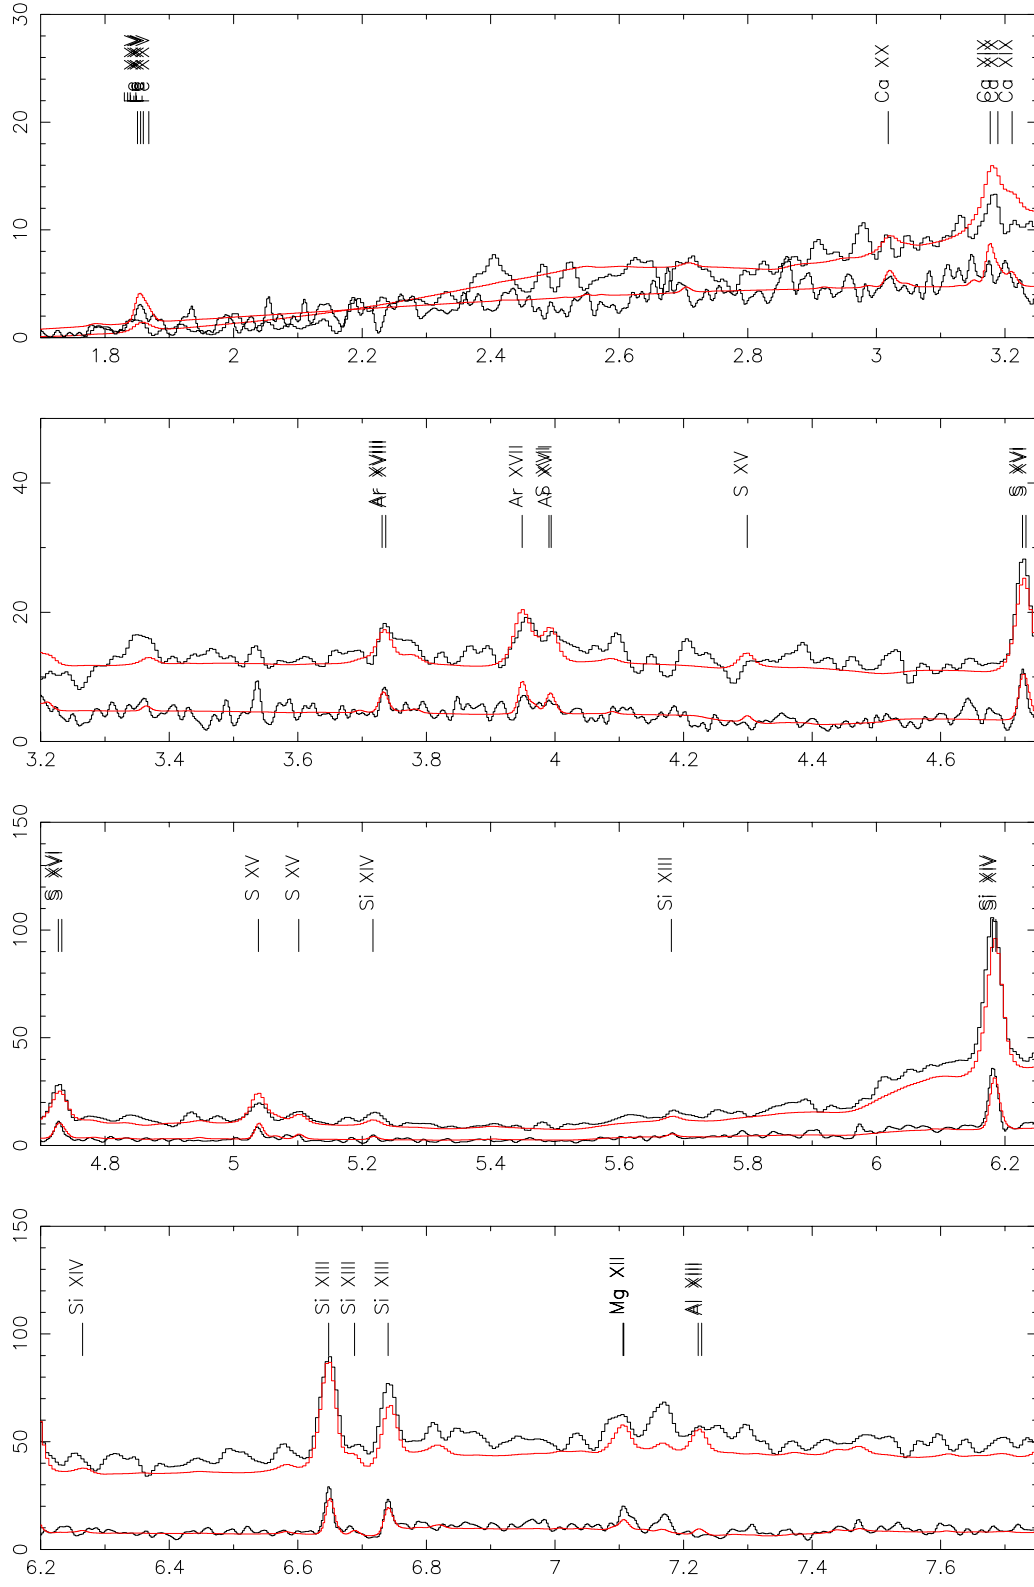 30
20
10
0
Fe XXV
Ca XX
Ca XIX
Ca XIX
1.8
2
2.2
2.4
2.6
2.8
3
3.2
40
20
0
Ar XVIII
Ar XVII
S XV
S XVI
3.2
3.4
3.6
3.8
4
4.2
4.4
4.6
150
100
50
0
S XVI
S XV
S XV
Si XIV
Si XIII
Si XIV
4.8
5
5.2
5.4
5.6
5.8
6
6.2
150
100
50
0
Si XIV
Si XIII
Si XIII
Si XIII
Mg XII
Al XIII
6.2
6.4
6.6
6.8
7
7.2
7.4
7.6